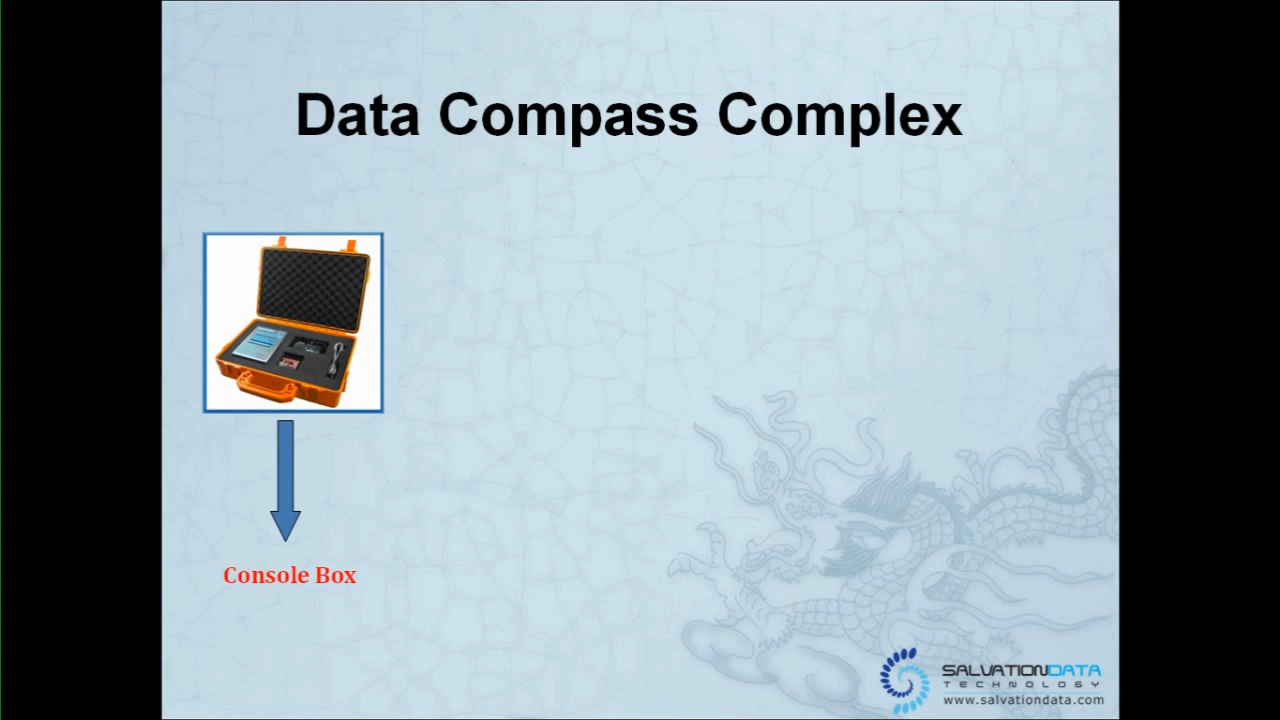 Data Compass Complex
Console Box
SALVATIONDATA
TECHNOLOGY
www.salvationdata.com